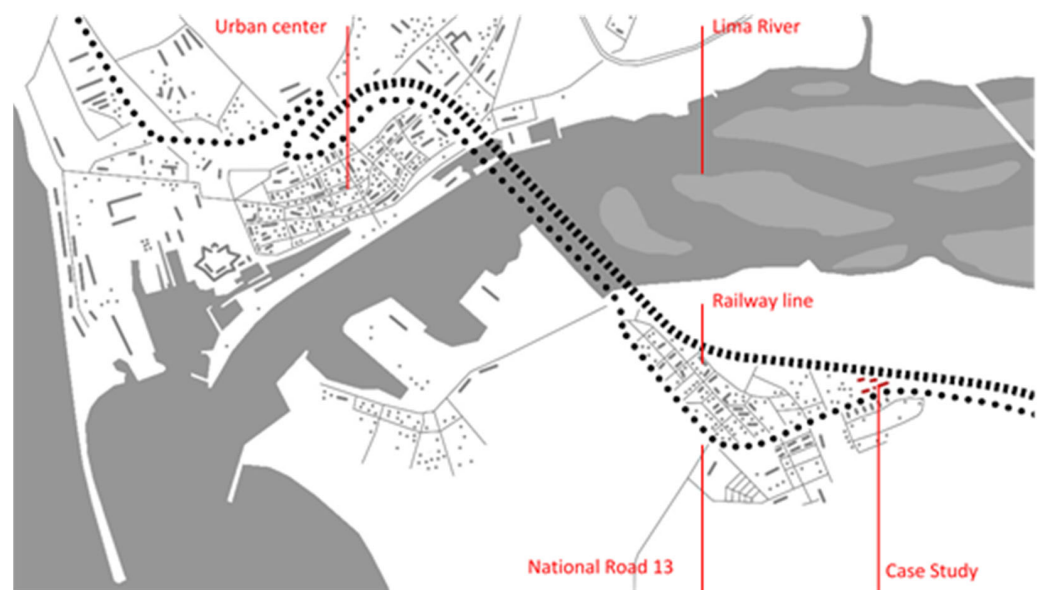 Urban center
Lima River
Railway line
National Road 13
Case Study